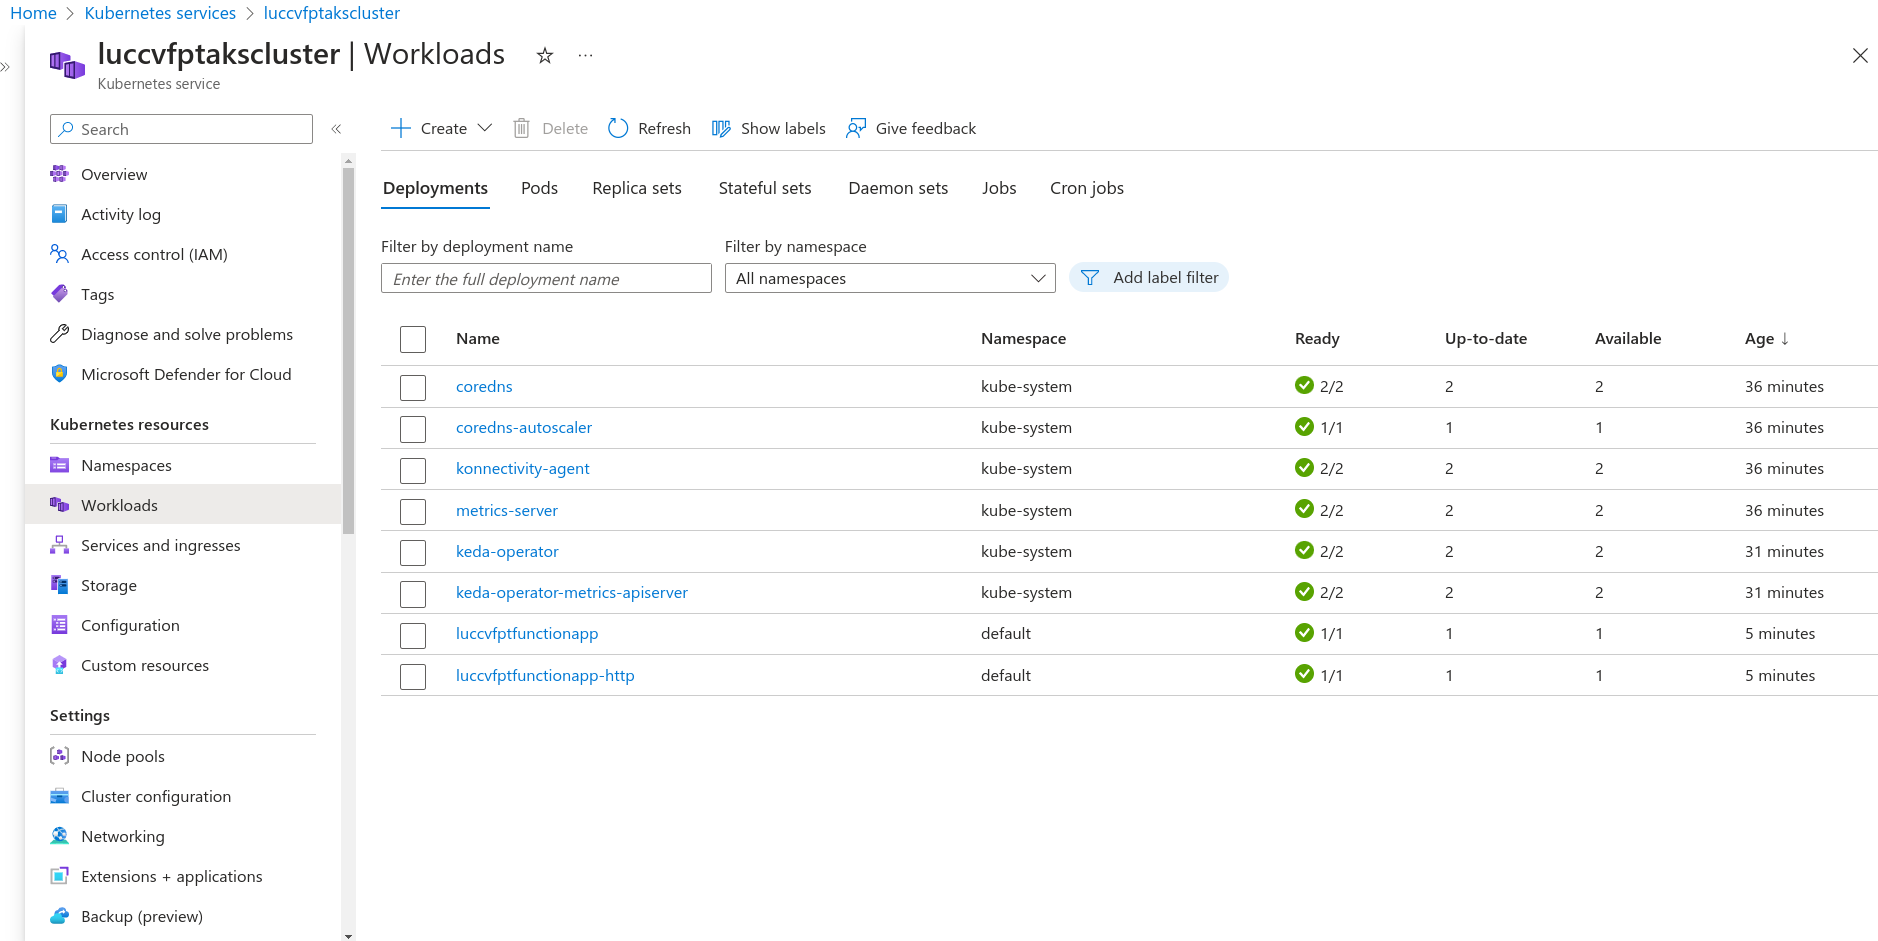 Home > Kubernetes services > luccvfptakscluster
luccvfptakscluster | Workloads ☆ ...
Kubernetes service
Search
Overview
Activity log
Access control (IAM)
Tags
Diagnose and solve problems
Microsoft Defender for Cloud
Kubernetes resources
Namespaces
Workloads
Services and ingresses
Storage
Configuration
Custom resources
Settings
Node pools
Cluster configuration
Networking
Extensions + applications
Backup (preview)
Create Delete Refresh Show labels Give feedback
Deployments Pods Replica sets Stateful sets Daemon sets Jobs Cron jobs
Filter by deployment name Filter by namespace
Enter the full deployment name All namespaces Add label filter
Name Namespace Ready Up-to-date Available Age ↓
coredns kube-system 2/2 2 2 36 minutes
coredns-autoscaler kube-system 1/1 1 1 36 minutes
konnectivity-agent kube-system 2/2 2 2 36 minutes
metrics-server kube-system 2/2 2 2 36 minutes
keda-operator kube-system 2/2 2 2 31 minutes
keda-operator-metrics-apiserver kube-system 2/2 2 2 31 minutes
luccvfptfunctionapp default 1/1 1 1 5 minutes
luccvfptfunctionapp-http default 1/1 1 1 5 minutes